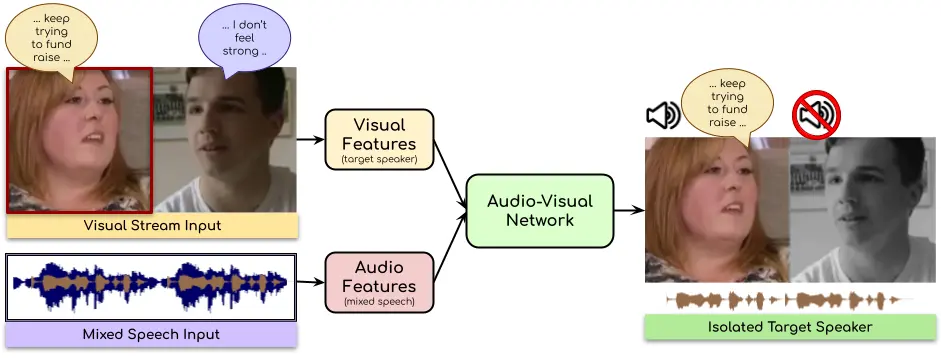 ... keep
trying
to fund
raise ...
... I don't
feel
strong ..
Visual Stream Input
Mixed Speech Input
Visual
Features
(target speaker)
Audio
Features
(mixed speech)
Audio-Visual
Network
... keep
trying
to fund
raise ...
Isolated Target Speaker